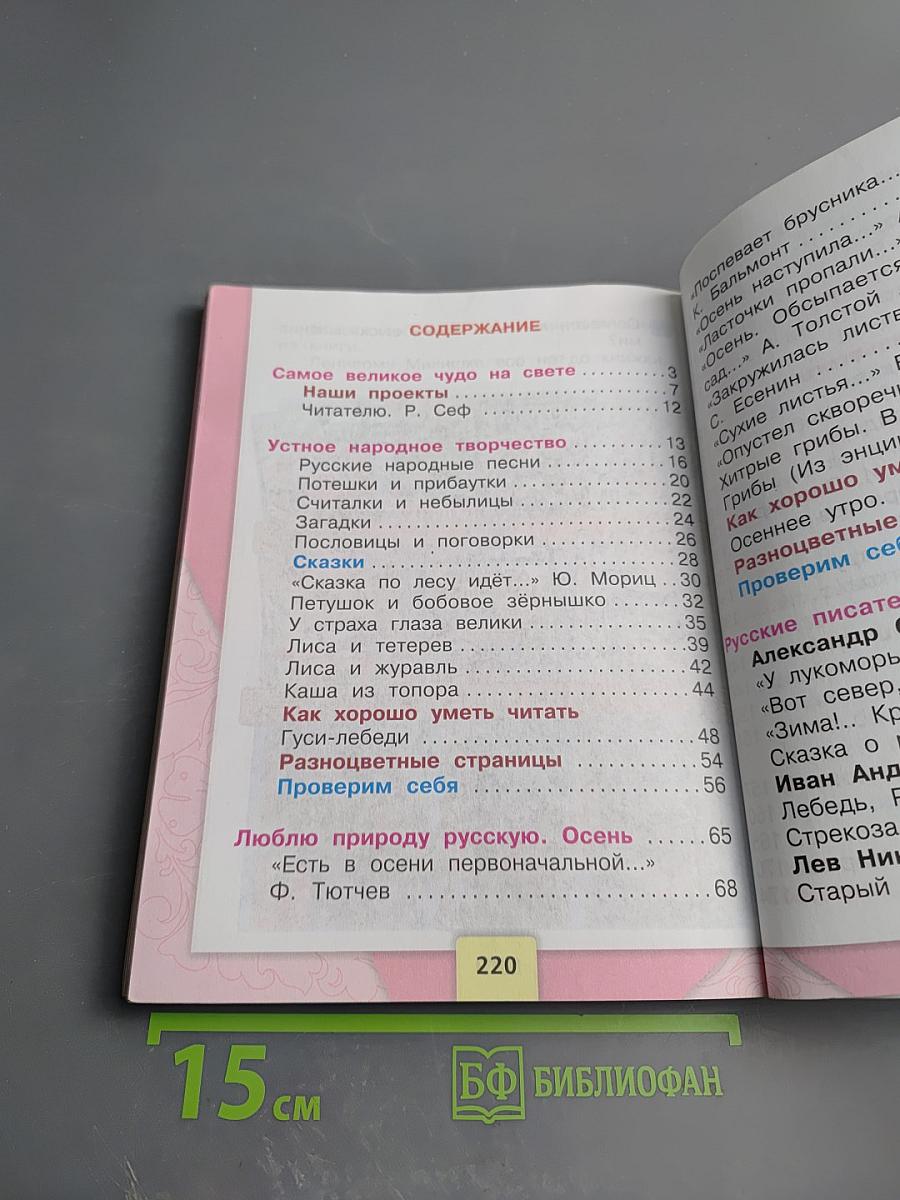 СОДЕРЖАНИЕ
Самое великое чудо на свете ..........3
Наши проекты ..............................7
Читателю. Р. Сеф ........................12
Устное народное творчество ............13
Русские народные песни ................16
Потешки и прибаутки ....................20
Считалки и небылицы ....................22
Загадки ......................................24
Пословицы и поговорки ..................26
Сказки ........................................28
«Сказка по лесу идёт...» Ю. Мориц ..30
Петушок и бобовое зёрнышко .......32
У страха глаза велики ..................35
Лиса и тетерев ............................39
Лиса и журавль ............................42
Каша из топора ............................44
Как хорошо уметь читать
Гуси-лебеди ................................48
Разноцветные страницы ..............54
Проверим себя ............................56
Люблю природу русскую. Осень ......65
«Есть в осени первоначальной...»
Ф. Тютчев ....................................68
220
«Поспевает брусника...
К. Бальмонт ..........
«Осень наступила...»
«Ласточки пропали...»
«Осень. Обсыпается
сад...» А. Толстой
«Закружилась листв
С. Есенин ..........
«Сухие листья...»
«Опустел скворечн
Хитрые грибы. В
Грибы (Из энци
Как хорошо ум
Осеннее утро.
Разноцветные
Проверим себ
Русские писате
Александр
«У лукоморь
«Вот север,
«Зима!.. Кр
Сказка о
Иван Анд
Лебедь,
Стрекоза
Лев Ник
Старый
15 см
БФ БИБЛИОФАН